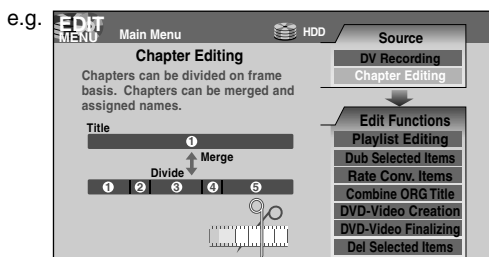 e.g.
EDIT
MENU
Main Menu
HDD
Chapter Editing
Chapters can be divided on frame
basis. Chapters can be merged and
assigned names.
Title
1
Merge
Divide
1 2 3 4 5
Source
DV Recording
Chapter Editing
Edit Functions
Playlist Editing
Dub Selected Items
Rate Conv. Items
Combine ORG Title
DVD-Video Creation
DVD-Video Finalizing
Del Selected Items